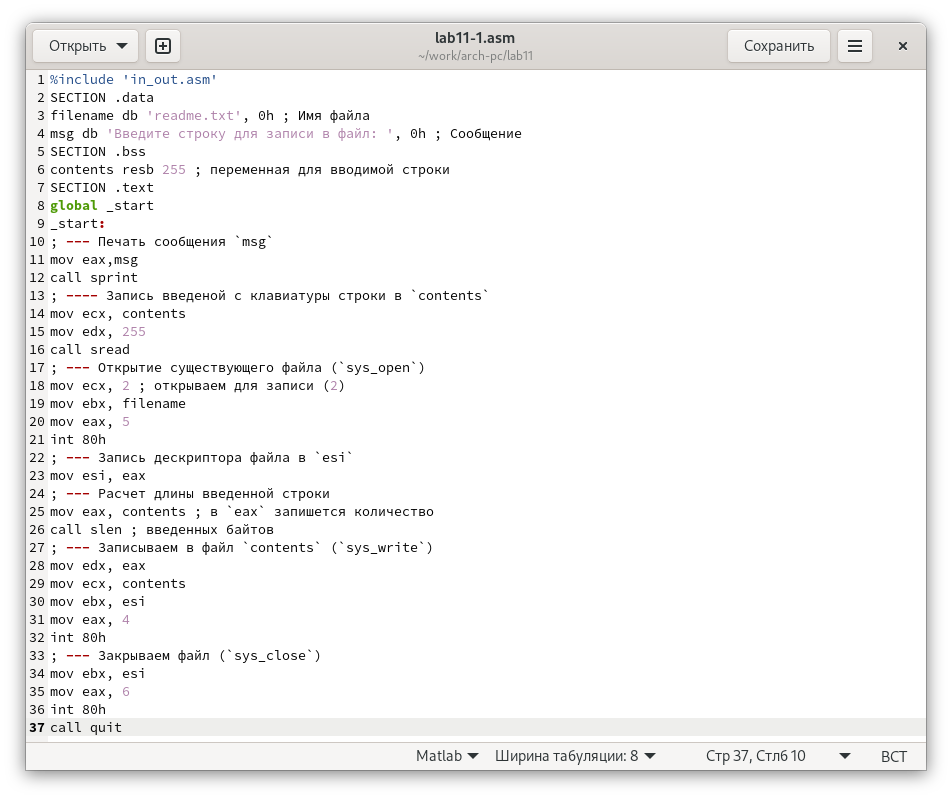 Открыть
lab11-1.asm
~/work/arch-pc/lab11
Сохранить
1 %include 'in_out.asm'
2 SECTION .data
3 filename db 'readme.txt', 0h ; Имя файла
4 msg db 'Введите строку для записи в файл: ', 0h ; Сообщение
5 SECTION .bss
6 contents resb 255 ; переменная для вводимой строки
7 SECTION .text
8 global _start
9 _start:
10 ; --- Печать сообщения `msg`
11 mov eax,msg
12 call sprint
13 ; ---- Запись введеной с клавиатуры строки в `contents`
14 mov ecx, contents
15 mov edx, 255
16 call sread
17 ; --- Открытие существующего файла (`sys_open`)
18 mov ecx, 2 ; открываем для записи (2)
19 mov ebx, filename
20 mov eax, 5
21 int 80h
22 ; --- Запись дескриптора файла в `esi`
23 mov esi, eax
24 ; --- Расчет длины введенной строки
25 mov eax, contents ; в `eax` запишется количество
26 call slen ; введенных байтов
27 ; --- Записываем в файл `contents` (`sys_write`)
28 mov edx, eax
29 mov ecx, contents
30 mov ebx, esi
31 mov eax, 4
32 int 80h
33 ; --- Закрываем файл (`sys_close`)
34 mov ebx, esi
35 mov eax, 6
36 int 80h
37 call quit
Matlab Ширина табуляции: 8 Стр 37, Стлб 10 ВСТ